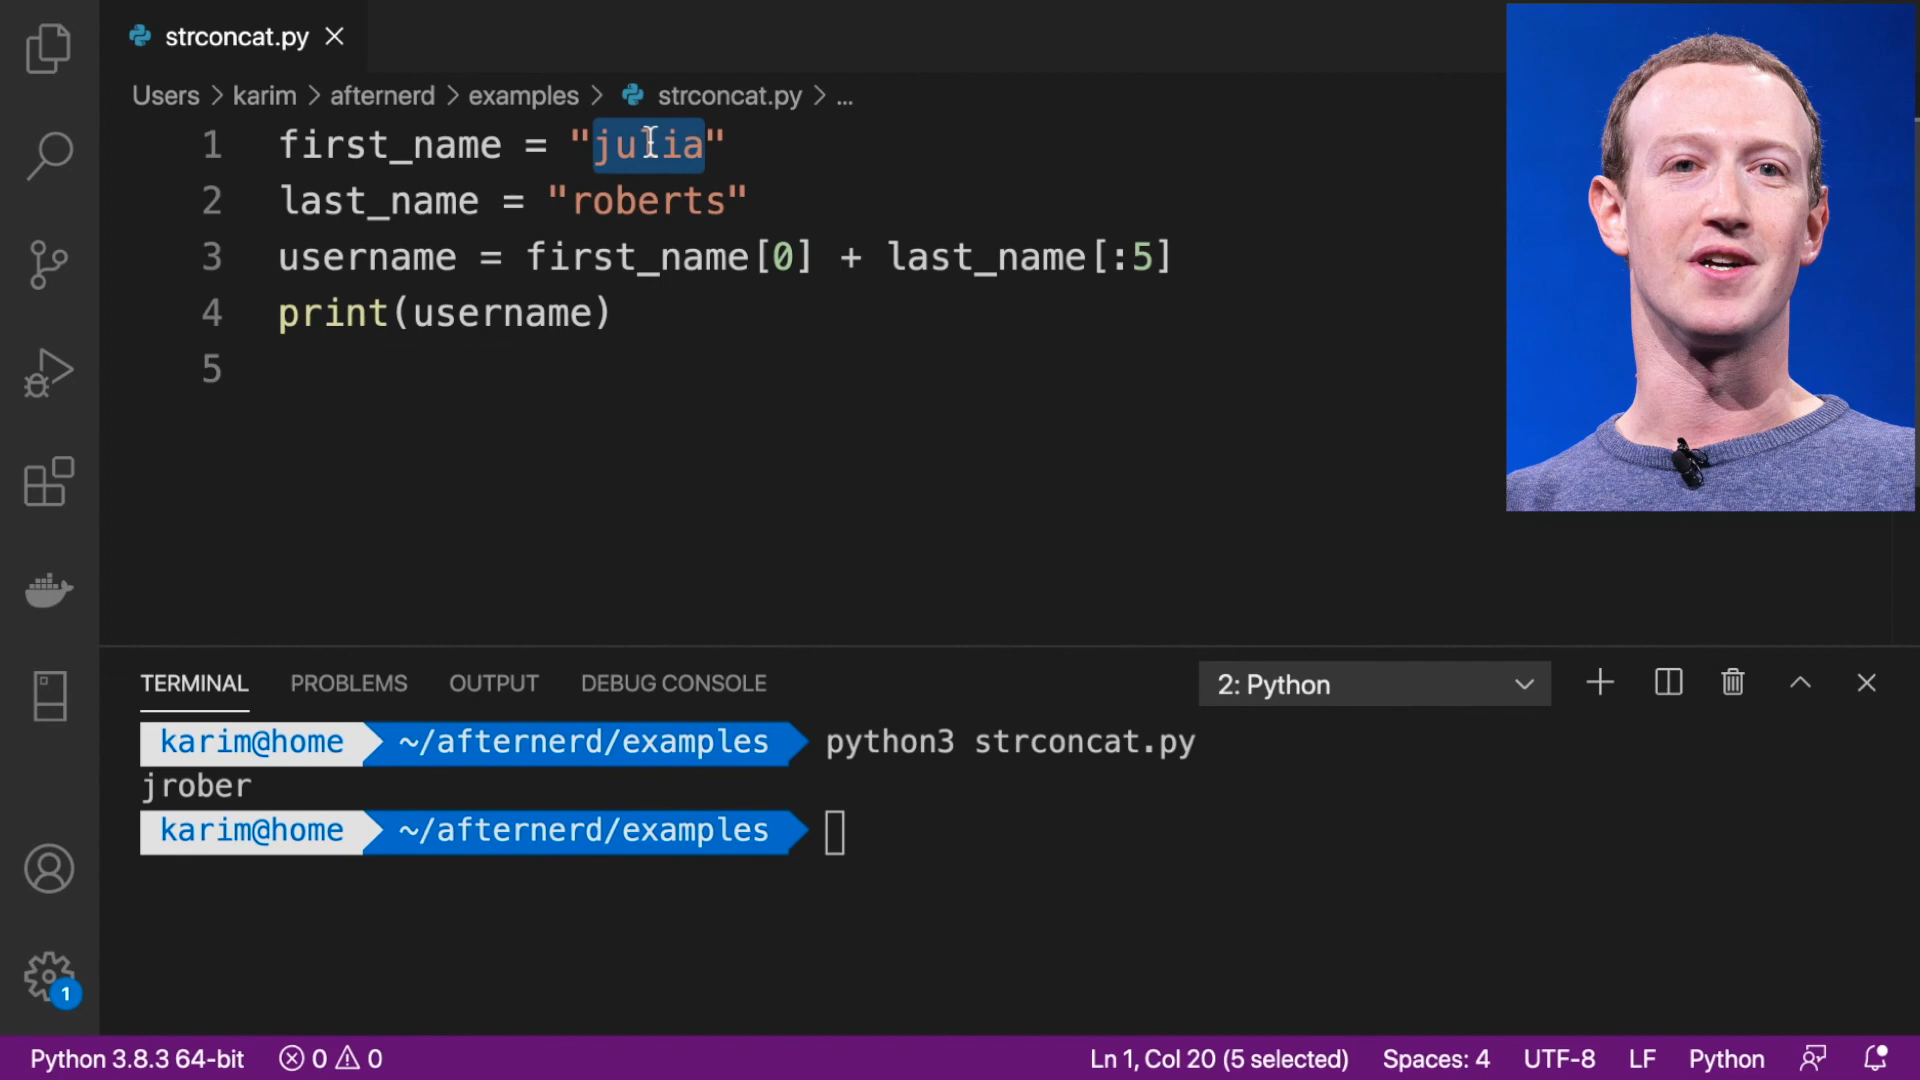 strconcat.py
Users > karim > afternerd > examples > strconcat.py > ...
1 first_name = "julia"
2 last_name = "roberts"
3 username = first_name[0] + last_name[:5]
4 print(username)
5
TERMINAL PROBLEMS OUTPUT DEBUG CONSOLE 2: Python
karim@home ~/afternerd/examples python3 strconcat.py
jrober
karim@home ~/afternerd/examples
1
Python 3.8.3 64-bit 0 0 Ln 1, Col 20 (5 selected) Spaces: 4 UTF-8 LF Python